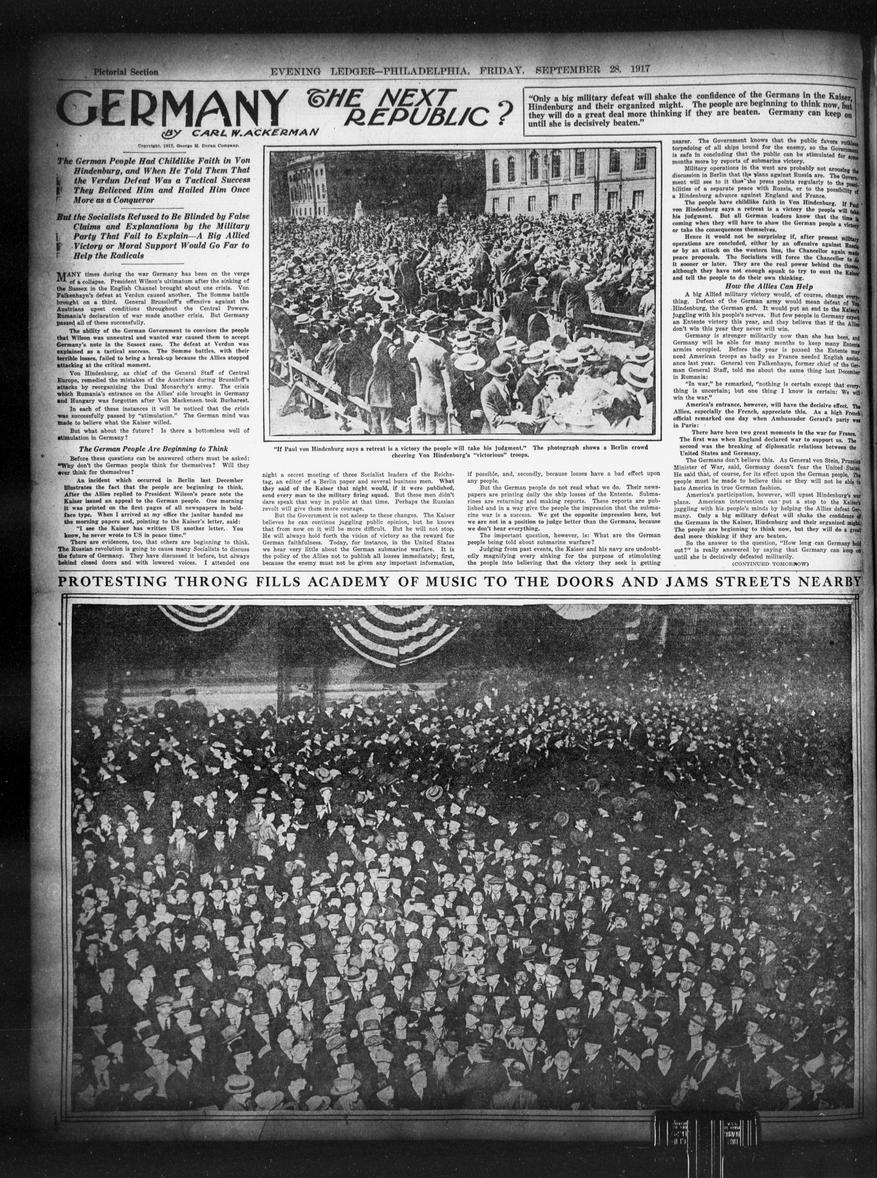 Pictorial Section
EVENING LEDGER—PHILADELPHIA, FRIDAY, SEPTEMBER 28, 1917
GERMANY THE NEXT REPUBLIC?
BY CARL W. ACKERMAN
"Only a big military defeat will shake the confidence of the Germans in the Kaiser,
Hindenburg and their organized might. The people are beginning to think now, but
they will do a great deal more thinking if they are beaten. Germany can keep on
until she is decisively beaten."
Copyright, 1917, George H. Doran Company.
The German People Had Childlike Faith in Von
Hindenburg, and When He Told Them That
the Verdun Defeat Was a Tactical Success
They Believed Him and Hailed Him Once
More as a Conqueror
But the Socialists Refused to Be Blinded by False
Claims and Explanations by the Military
Party That Fail to Explain—A Big Allied
Victory or Moral Support Would Go Far to
Help the Radicals
MANY times during the war Germany has been on the verge
of a collapse. President Wilson's ultimatum after the sinking of
the Sussex in the English Channel brought about one crisis. Von
Falkenhayn's defeat at Verdun caused another. The Somme battle
brought on a third. General Brussiloff's offensive against the
Austrians upset conditions throughout the Central Powers.
Rumania's declaration of war made another crisis. But Germany
passed all of these successfully.
The ability of the German Government to convince the people
that Wilson was unneutral and wanted war caused them to accept
Germany's note in the Sussex case. The defeat at Verdun was
explained as a tactical success. The Somme battles, with their
terrible losses, failed to bring a break-up because the Allies stopped
attacking at the critical moment.
Von Hindenburg, as chief of the General Staff of Central
Europe, remedied the mistakes of the Austrians during Brussiloff's
attacks by reorganizing the Dual Monarchy's army. The crisis
which Rumania's entrance on the Allies' side brought in Germany
and Hungary was forgotten after Von Mackensen took Bucharest.
In each of these instances it will be noticed that the crisis
was successfully passed by "stimulation." The German mind was
made to believe what the Kaiser willed.
But what about the future? Is there a bottomless well of
stimulation in Germany?
The German People Are Beginning to Think
Before these questions can be answered others must be asked:
"Why don't the German people think for themselves? Will they
ever think for themselves?
An incident which occurred in Berlin last December
illustrates the fact that the people are beginning to think.
After the Allies replied to President Wilson's peace note the
Kaiser issued an appeal to the German people. One morning
it was printed on the first pages of all newspapers in bold-
face type. When I arrived at my office the janitor handed me
the morning papers and, pointing to the Kaiser's letter, said:
"I see the Kaiser has written US another letter. You
know, he never wrote to US in peace time."
There are evidences, too, that others are beginning to think.
The Russian revolution is going to cause many Socialists to discuss
the future of Germany. They have discussed it before, but always
behind closed doors and with lowered voices. I attended one
"If Paul von Hindenburg says a retreat is a victory the people will take his judgment." The photograph shows a Berlin crowd
cheering Von Hindenburg's "victorious" troops.
night a secret meeting of three Socialist leaders of the Reichs-
tag, an editor of a Berlin paper and several business men. What
they said of the Kaiser that night would, if it were published,
send every man to the military firing squad. But these men didn't
dare speak that way in public at that time. Perhaps the Russian
revolt will give them more courage.
But the Government is not asleep to these changes. The Kaiser
believes he can continue juggling public opinion, but he knows
that from now on it will be more difficult. But he will not stop.
He will always hold forth the vision of victory as the reward for
German faithfulness. Today, for instance, in the United States
we hear very little about the German submarine warfare. It is
the policy of the Allies not to publish all losses immediately; first,
because the enemy must not be given any important information,
if possible, and, secondly, because losses have a bad effect upon
any people.
But the German people do not read what we do. Their news-
papers are printing daily the ship losses of the Entente. Subma-
rines are returning and making reports. These reports are pub-
lished and in a way give the people the impression that the subma-
rine war is a success. We get the opposite impression here, but
we are not in a position to judge better than the Germans, because
we don't hear everything.
The important question, however, is: What are the German
people being told about submarine warfare?
Judging from past events, the Kaiser and his navy are undoubt-
edly magnifying every sinking for the purpose of stimulating
the people into believing that the victory they seek is getting
nearer. The Government knows that the public favors ruthless
torpedoing of all ships bound for the enemy, so the Government
is safe in concluding that the public can be stimulated for some
months more by reports of submarine victory.
Military operations in the west are probably not arousing the
discussion in Berlin that the plans against Russia are. The Govern-
ment will see to it that the press points regularly to the possi-
bilities of a separate peace with Russia, or to the possibility of
a Hindenburg advance against England and France.
The people have childlike faith in Von Hindenburg. If Paul
von Hindenburg says a retreat is a victory the people will take
his judgment. But all German leaders know that the time is
coming when they will have to show the German people a victory
or take the consequences themselves.
Hence it would not be surprising if, after present military
operations are concluded, either by an offensive against Russia
or by an attack on the western line, the Chancellor again made
peace proposals. The Socialists will force the Chancellor to do
it sooner or later. They are the real power behind the throne,
although they have not enough spunk to try to oust the Kaiser
and tell the people to do their own thinking.
How the Allies Can Help
A big Allied military victory would, of course, change every-
thing. Defeat of the German army would mean defeat of Von
Hindenburg, the German god. It would put an end to the Kaiser's
juggling with his people's nerves. But few people in Germany expect
an Entente victory this year, and they believe that if the Allies
don't win this year they never will win.
Germany is stronger militarily now than she has been, and
Germany will be able for many months to keep many Entente
armies occupied. Before the year is passed the Entente may
need American troops as badly as France needed English assist-
ance last year. General von Falkenhayn, former chief of the Ger-
man General Staff, told me about the same thing last December
in Rumania:
"In war," he remarked, "nothing is certain except that every-
thing is uncertain; but one thing I know is certain: We will
win the war."
America's entrance, however, will have the decisive effect. The
Allies, especially the French, appreciate this. As a high French
official remarked one day when Ambassador Gerard's party was
in Paris:
There have been two great moments in the war for France.
The first was when England declared war to support us. The
second was the breaking of diplomatic relations between the
United States and Germany.
The Germans don't believe this. As General von Stein, Prussian
Minister of War, said, Germany doesn't fear the United States.
He said that, of course, for its effect upon the German people. The
people must be made to believe this or they will not be able to
hate America in true German fashion.
America's participation, however, will upset Hindenburg's war
plans. American intervention can put a stop to the Kaiser's
juggling with his people's minds by helping the Allies defeat Ger-
many. Only a big military defeat will shake the confidence of
the Germans in the Kaiser, Hindenburg and their organized might.
The people are beginning to think now, but they will do a great
deal more thinking if they are beaten.
So the answer to the question, "How long can Germany hold
out?" is really answered by saying that Germany can keep on
until she is decisively defeated militarily.
(CONTINUED TOMORROW)
PROTESTING THRONG FILLS ACADEMY OF MUSIC TO THE DOORS AND JAMS STREETS NEARBY